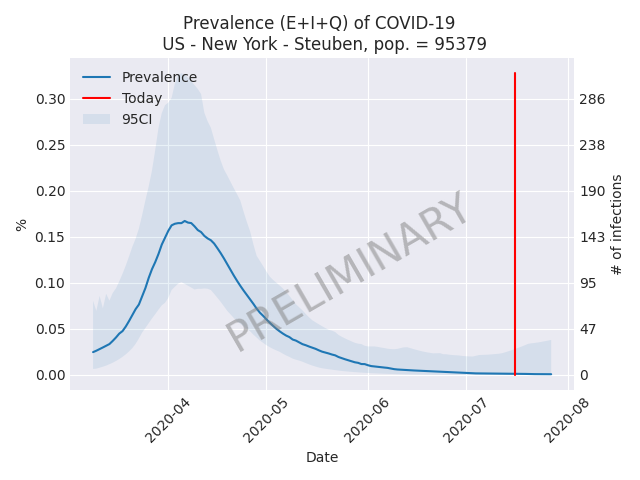 Prevalence (E+I+Q) of COVID-19
US - New York - Steuben, pop. = 95379
Prevalence
Today
95CI
0.30
0.25
0.20
0.15
0.10
0.05
0.00
%
286
238
190
143
95
47
0
# of infections
PRELIMINARY
2020-04
2020-05
2020-06
2020-07
2020-08
Date